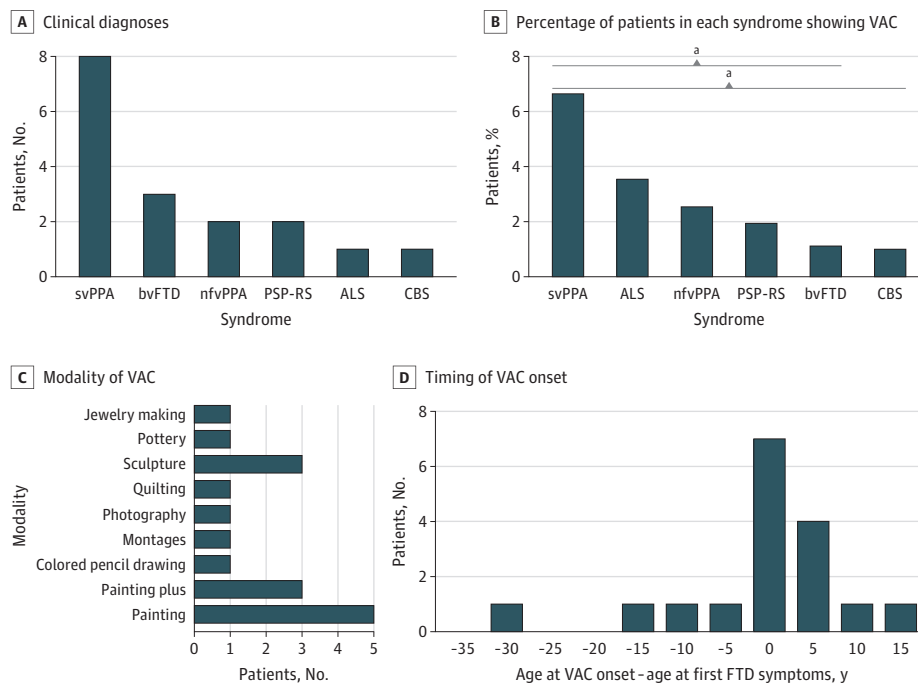 A Clinical diagnoses
8
6
4
2
0
Patients, No.
svPPA bvFTD nfvPPA PSP-RS ALS CBS
Syndrome
B Percentage of patients in each syndrome showing VAC
a
a
8
6
4
2
0
Patients, %
svPPA ALS nfvPPA PSP-RS bvFTD CBS
Syndrome
C Modality of VAC
Modality
Jewelry making
Pottery
Sculpture
Quilting
Photography
Montages
Colored pencil drawing
Painting plus
Painting
0 1 2 3 4 5
Patients, No.
D Timing of VAC onset
8
6
4
2
0
Patients, No.
-35 -30 -25 -20 -15 -10 -5 0 5 10 15
Age at VAC onset – age at first FTD symptoms, y